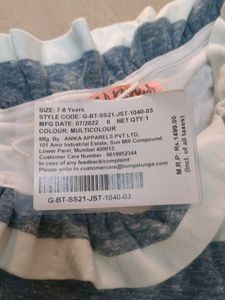 SIZE: 7-8 Years
STYLE CODE: G-BT-SS21-JST-1040-03
MFG DATE: 07/2022 II NET QTY:1
COLOUR: MULTICOLOUR
Mfg. By ANIKA APPARELS PVT LTD,
101 Amir Industrial Estate, Sun Mill Compound,
Lower Parel, Mumbai 400013
Customer Care Number - 9619952344
In case of any feedback/complaint:
please write to customercare@hungatunga.com
M.R.P. Rs.1499.00
(Incl. of all taxes)
G-BT-SS21-JST-1040-03